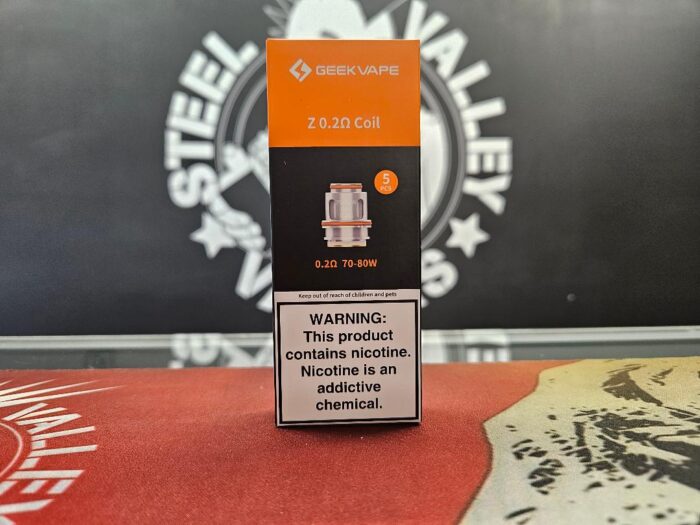 STEEL VALLEY
GEEKVAPE
Z 0.2Ω Coil
5
PCS
0.2Ω 70-80W
Keep out of reach of children and pets
WARNING:
This product
contains nicotine.
Nicotine is an
addictive
chemical.
VALLEY